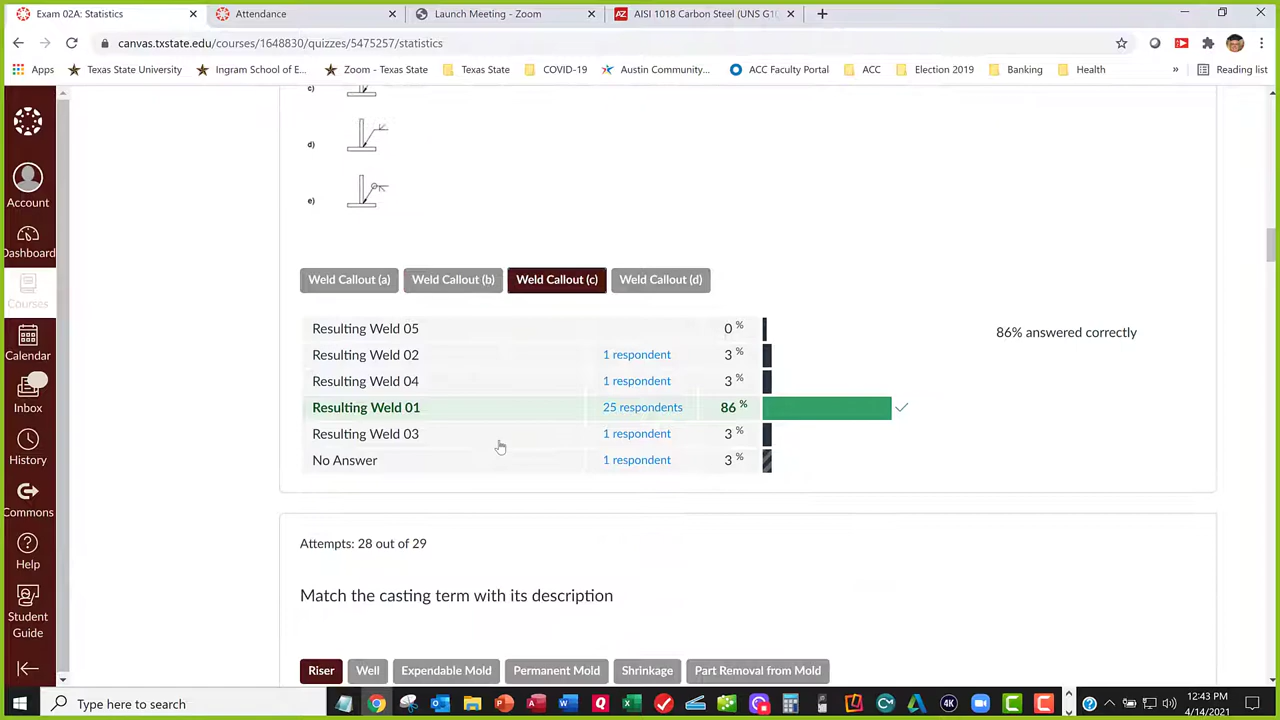 Exam 02A: Statistics
Attendance
Launch Meeting - Zoom
AISI 1018 Carbon Steel (UNS G10
canvas.txstate.edu/courses/1648830/quizzes/5475257/statistics
Apps
Texas State University
Ingram School of E...
Zoom - Texas State
Texas State
COVID-19
Austin Community...
ACC Faculty Portal
ACC
Election 2019
Banking
Health
»
Reading list
Account
Dashboard
Courses
Calendar
Inbox
History
Commons
Help
Student
Guide
c)
d)
e)
Weld Callout (a)
Weld Callout (b)
Weld Callout (c)
Weld Callout (d)
Resulting Weld 05 0 %
Resulting Weld 02 1 respondent 3 %
Resulting Weld 04 1 respondent 3 %
Resulting Weld 01 25 respondents 86 %
Resulting Weld 03 1 respondent 3 %
No Answer 1 respondent 3 %
86% answered correctly
Attempts: 28 out of 29
Match the casting term with its description
Riser
Well
Expendable Mold
Permanent Mold
Shrinkage
Part Removal from Mold
Type here to search
12:43 PM
4/14/2021